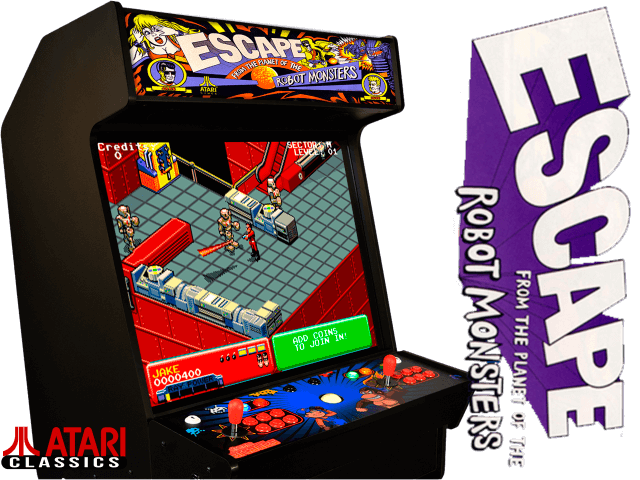 ESCAPE
FROM THE PLANET OF THE
ROBOT MONSTERS
ATARI
Credits:
0
SECTOR: M
LEVEL: 01
JAKE
0000400
ADD COINS
TO JOIN IN!
ATARI
CLASSICS
ESCAPE
FROM THE PLANET OF THE
ROBOT MONSTERS